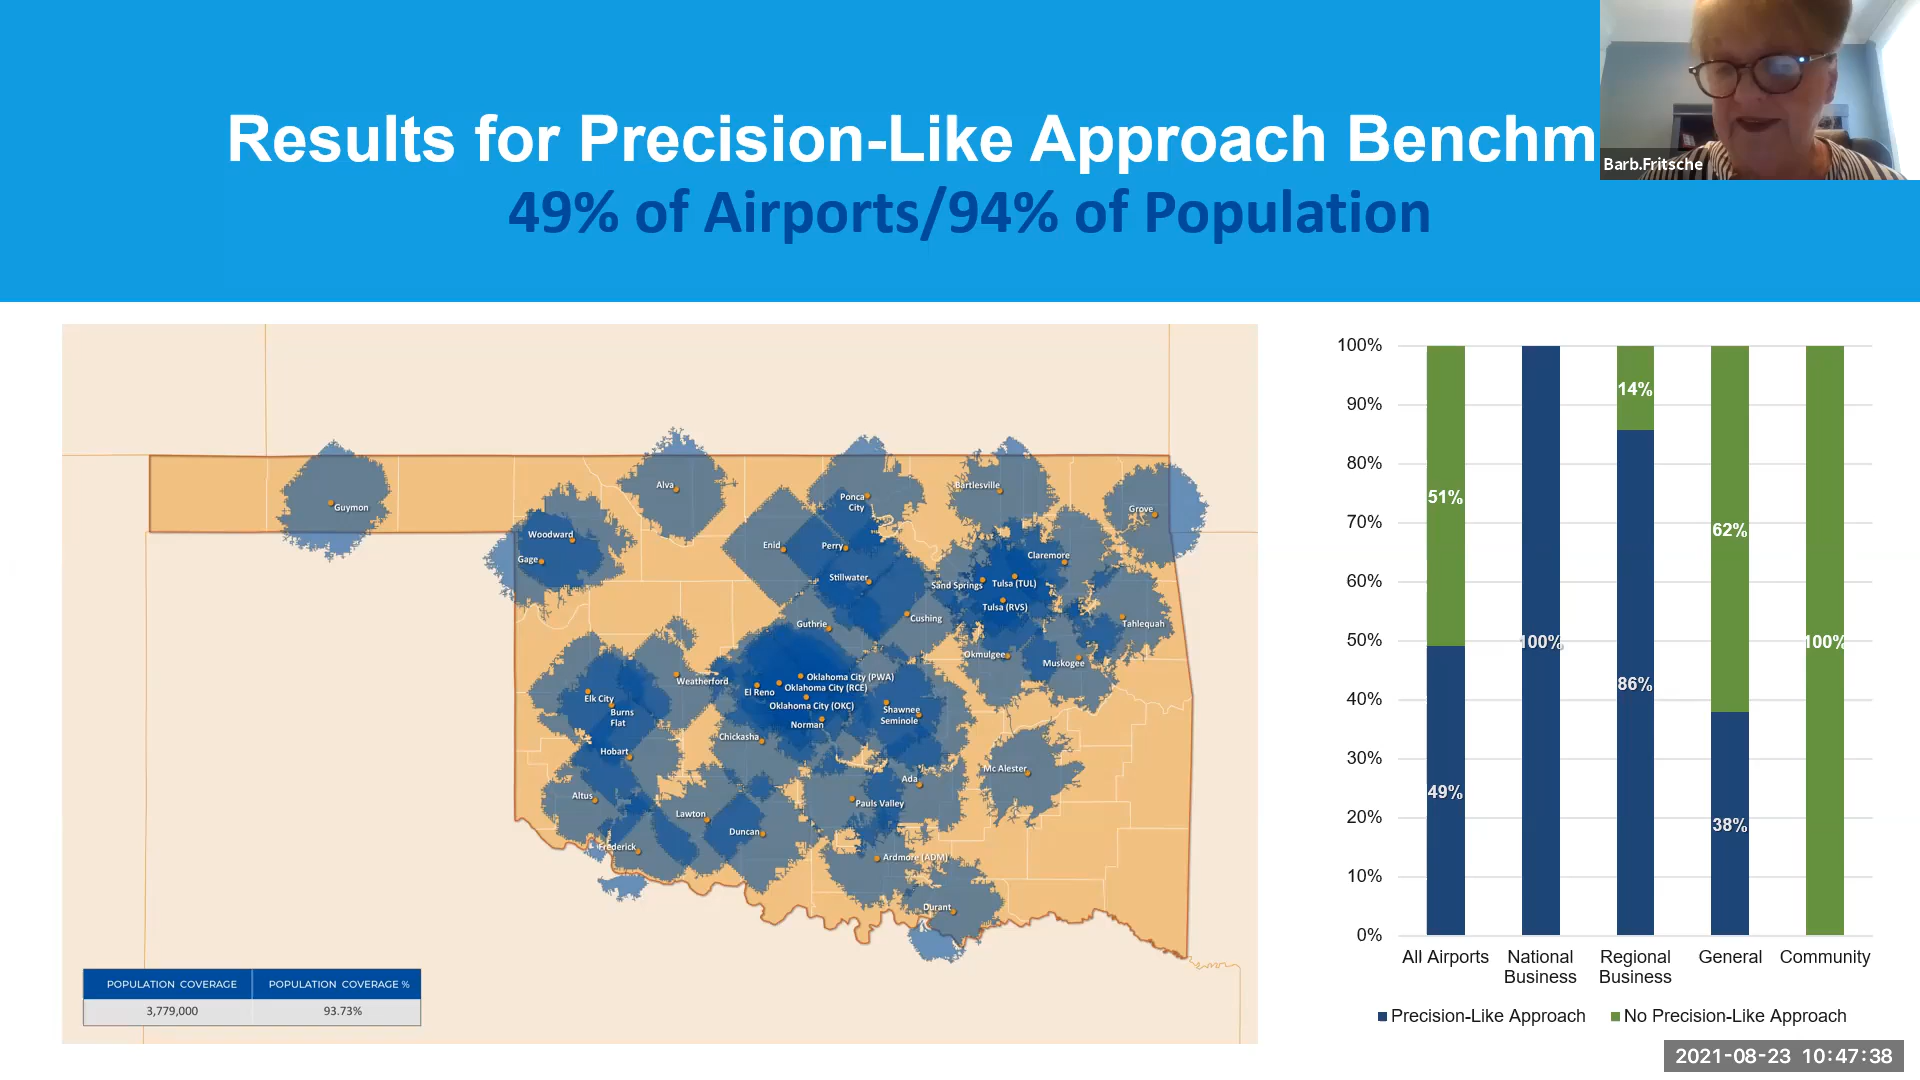 Results for Precision-Like Approach Benchm
49% of Airports/94% of Population
Barb.Fritsche
Guymon
Alva
Woodward
Gage
Enid
Ponca
City
Perry
Stillwater
Bartlesville
Grove
Claremore
Sand Springs
Tulsa (TUL)
Tulsa (RVS)
Cushing
Guthrie
Tahlequah
Okmulgee
Muskogee
Weatherford
Elk City
Burns
Flat
Hobart
El Reno
Oklahoma City (PWA)
Oklahoma City (RCE)
Oklahoma City (OKC)
Norman
Shawnee
Seminole
Chickasha
Mc Alester
Ada
Pauls Valley
Altus
Lawton
Duncan
Frederick
Ardmore (ADM)
Durant
POPULATION COVERAGE POPULATION COVERAGE %
3,779,000 93.73%
100%
90%
80%
70%
60%
50%
40%
30%
20%
10%
0%
51%
49%
100%
14%
86%
62%
38%
100%
All Airports
National
Business
Regional
Business
General
Community
Precision-Like Approach No Precision-Like Approach
2021-08-23 10:47:38